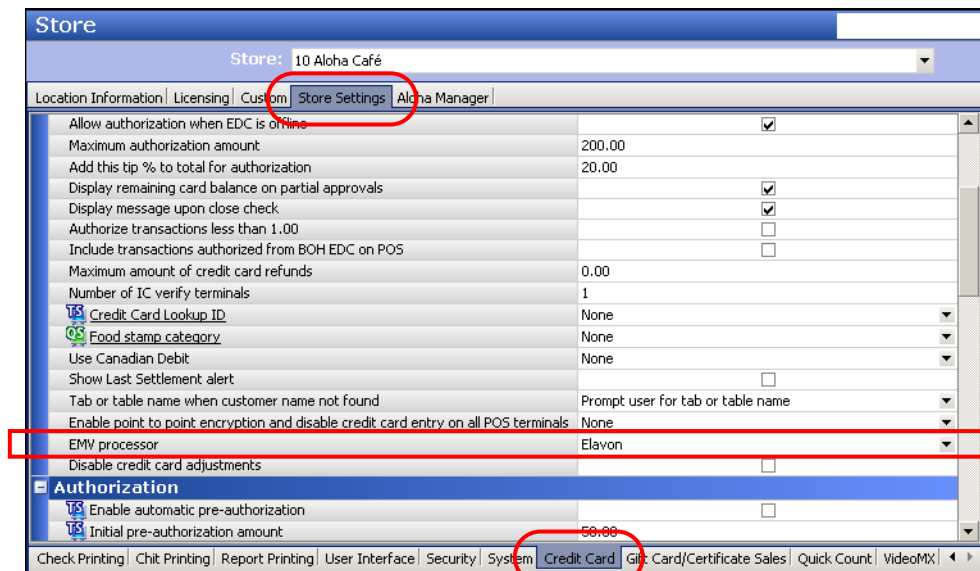 Store
Store: 10 Aloha Café
Location Information Licensing Custom Store Settings Aloha Manager
Allow authorization when EDC is offline
Maximum authorization amount 200.00
Add this tip % to total for authorization 20.00
Display remaining card balance on partial approvals
Display message upon close check
Authorize transactions less than 1.00
Include transactions authorized from BOH EDC on POS
Maximum amount of credit card refunds 0.00
Number of IC verify terminals 1
TS Credit Card Lookup ID None
QS Food stamp category None
Use Canadian Debit None
Show Last Settlement alert
Tab or table name when customer name not found Prompt user for tab or table name
Enable point to point encryption and disable credit card entry on all POS terminals None
EMV processor Elavon
Disable credit card adjustments
Authorization
TS Enable automatic pre-authorization
TS Initial pre-authorization amount 50.00
Check Printing Chit Printing Report Printing User Interface Security System Credit Card Gift Card/Certificate Sales Quick Count VideoMX